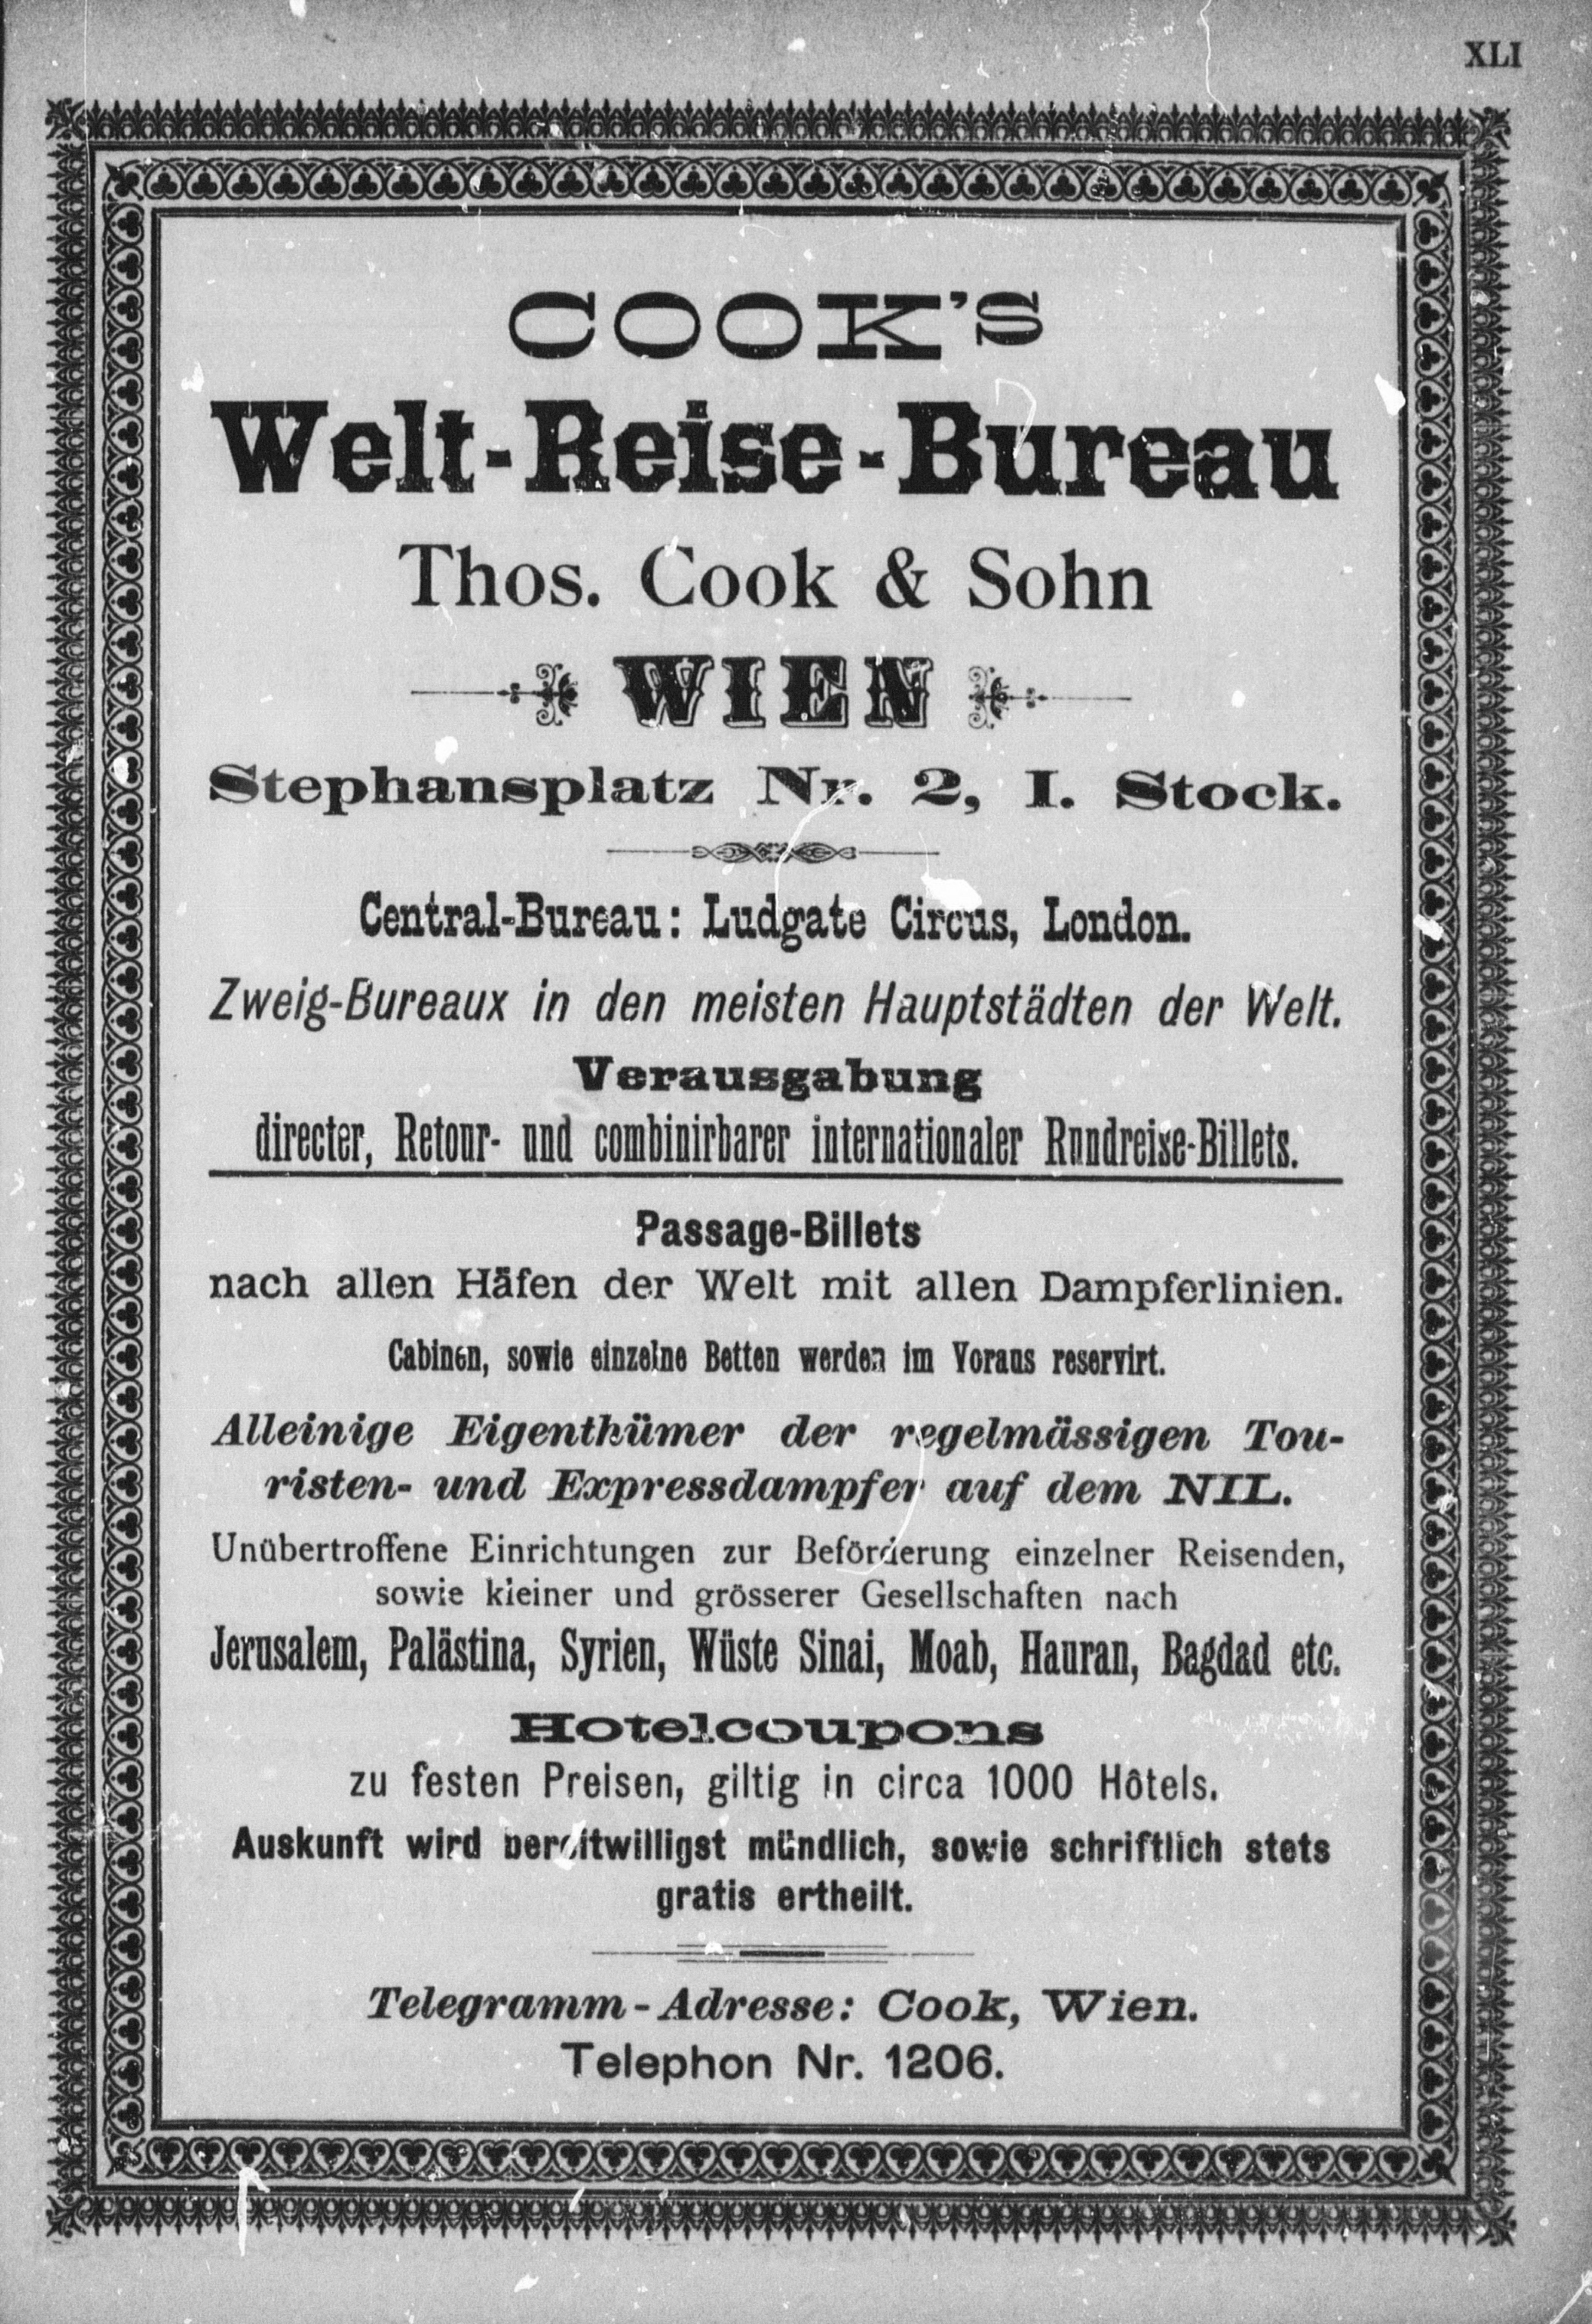 XLI
COOK'S
Welt-Reise-Bureau
Thos. Cook & Sohn
WIEN
Stephansplatz Nr. 2, I. Stock.
Central-Bureau: Ludgate Circus, London.
Zweig-Bureaux in den meisten Hauptstädten der Welt.
Verausgabung
directer, Retour- und combinirbarer internationaler Rundreise-Billets.
Passage-Billets
nach allen Häfen der Welt mit allen Dampferlinien.
Cabinen, sowie einzelne Betten werden im Voraus reservirt.
Alleinige Eigenthümer der regelmässigen Tou-
risten- und Expressdampfer auf dem NIL.
Unübertroffene Einrichtungen zur Beförderung einzelner Reisenden,
sowie kleiner und grösserer Gesellschaften nach
Jerusalem, Palästina, Syrien, Wüste Sinai, Moab, Hauran, Bagdad etc.
Hotelcoupons
zu festen Preisen, giltig in circa 1000 Hôtels.
Auskunft wird bereitwilligst mündlich, sowie schriftlich stets
gratis ertheilt.
Telegramm-Adresse: Cook, Wien.
Telephon Nr. 1206.